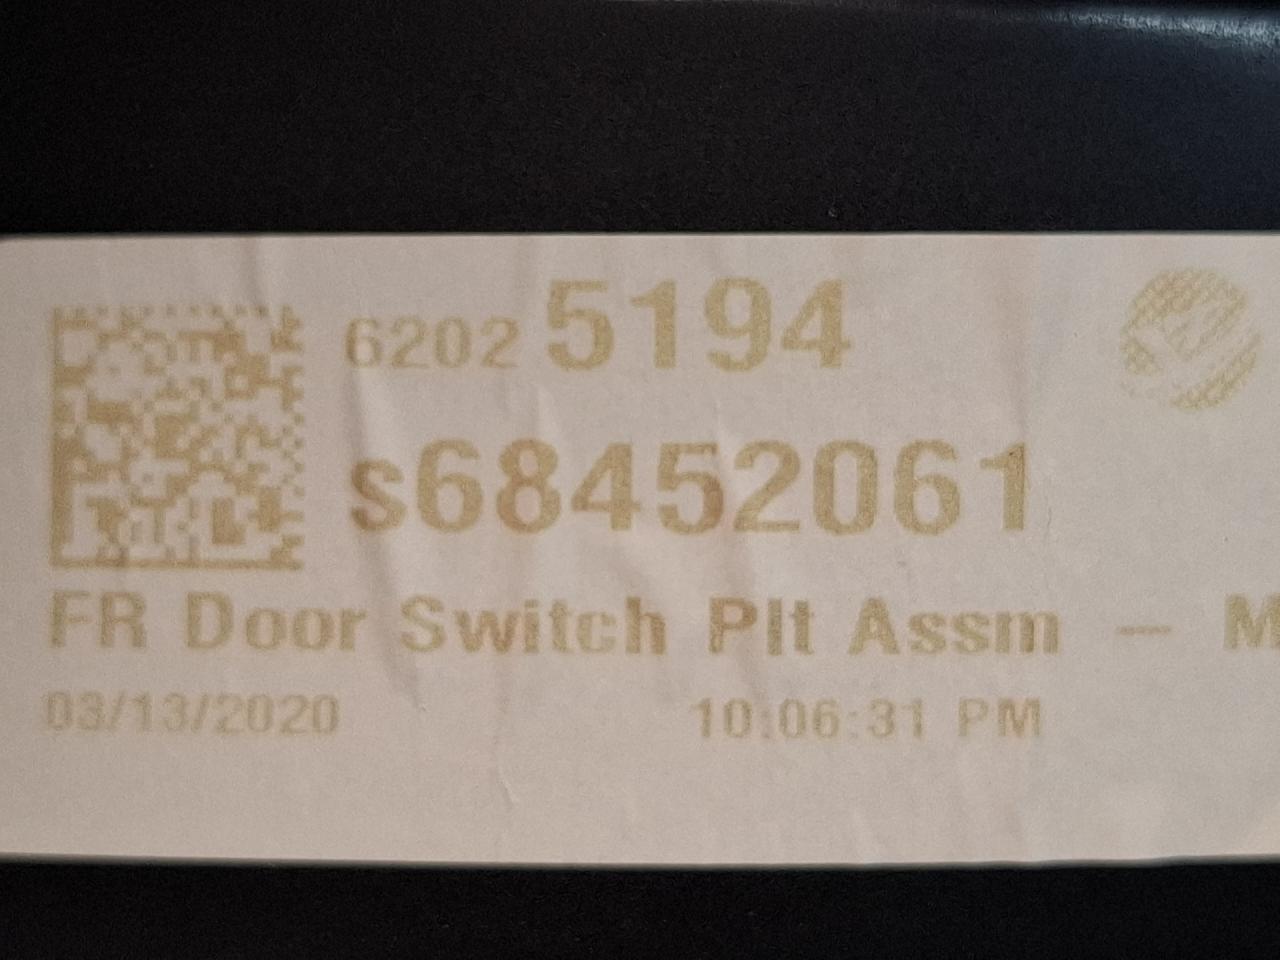 6202 5194
s68452061
FR Door Switch Plt Assm — M
03/13/2020 10:06:31 PM